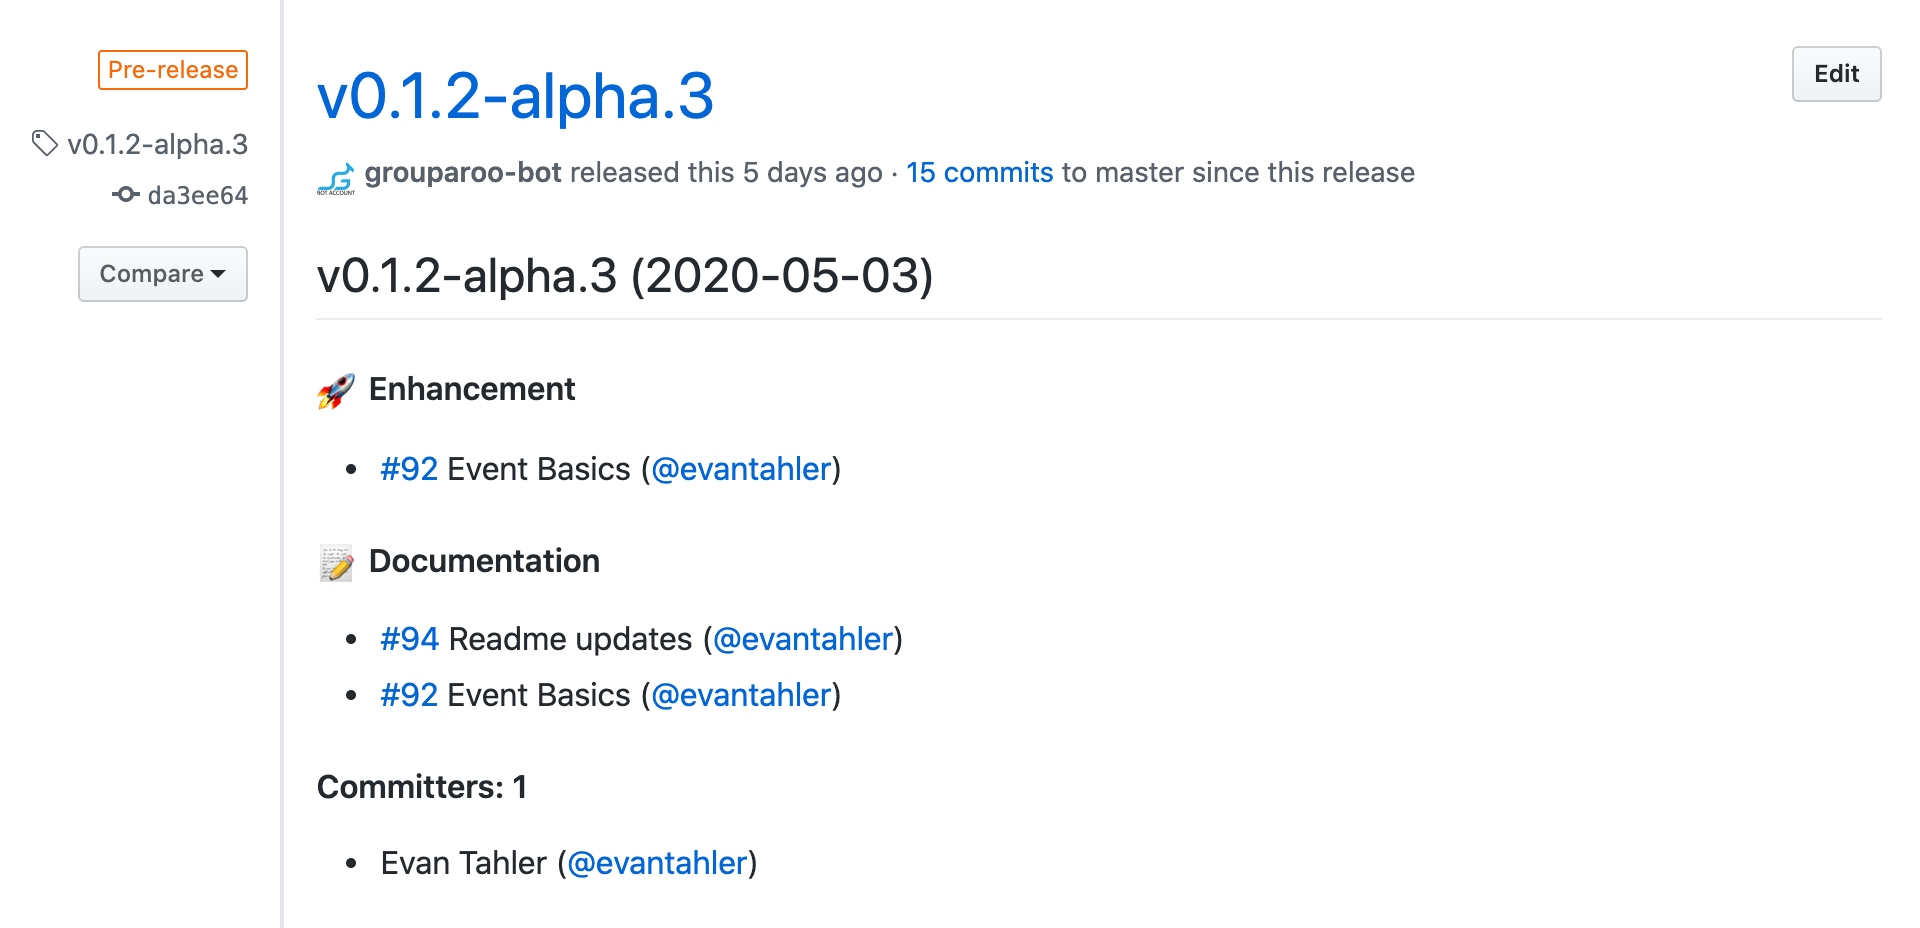 Pre-release
v0.1.2-alpha.3
da3ee64
Compare
v0.1.2-alpha.3
Edit
BOT ACCOUNT
grouparoo-bot released this 5 days ago · 15 commits to master since this release
v0.1.2-alpha.3 (2020-05-03)
🚀 Enhancement
• #92 Event Basics (@evantahler)
📝 Documentation
• #94 Readme updates (@evantahler)
• #92 Event Basics (@evantahler)
Committers: 1
• Evan Tahler (@evantahler)